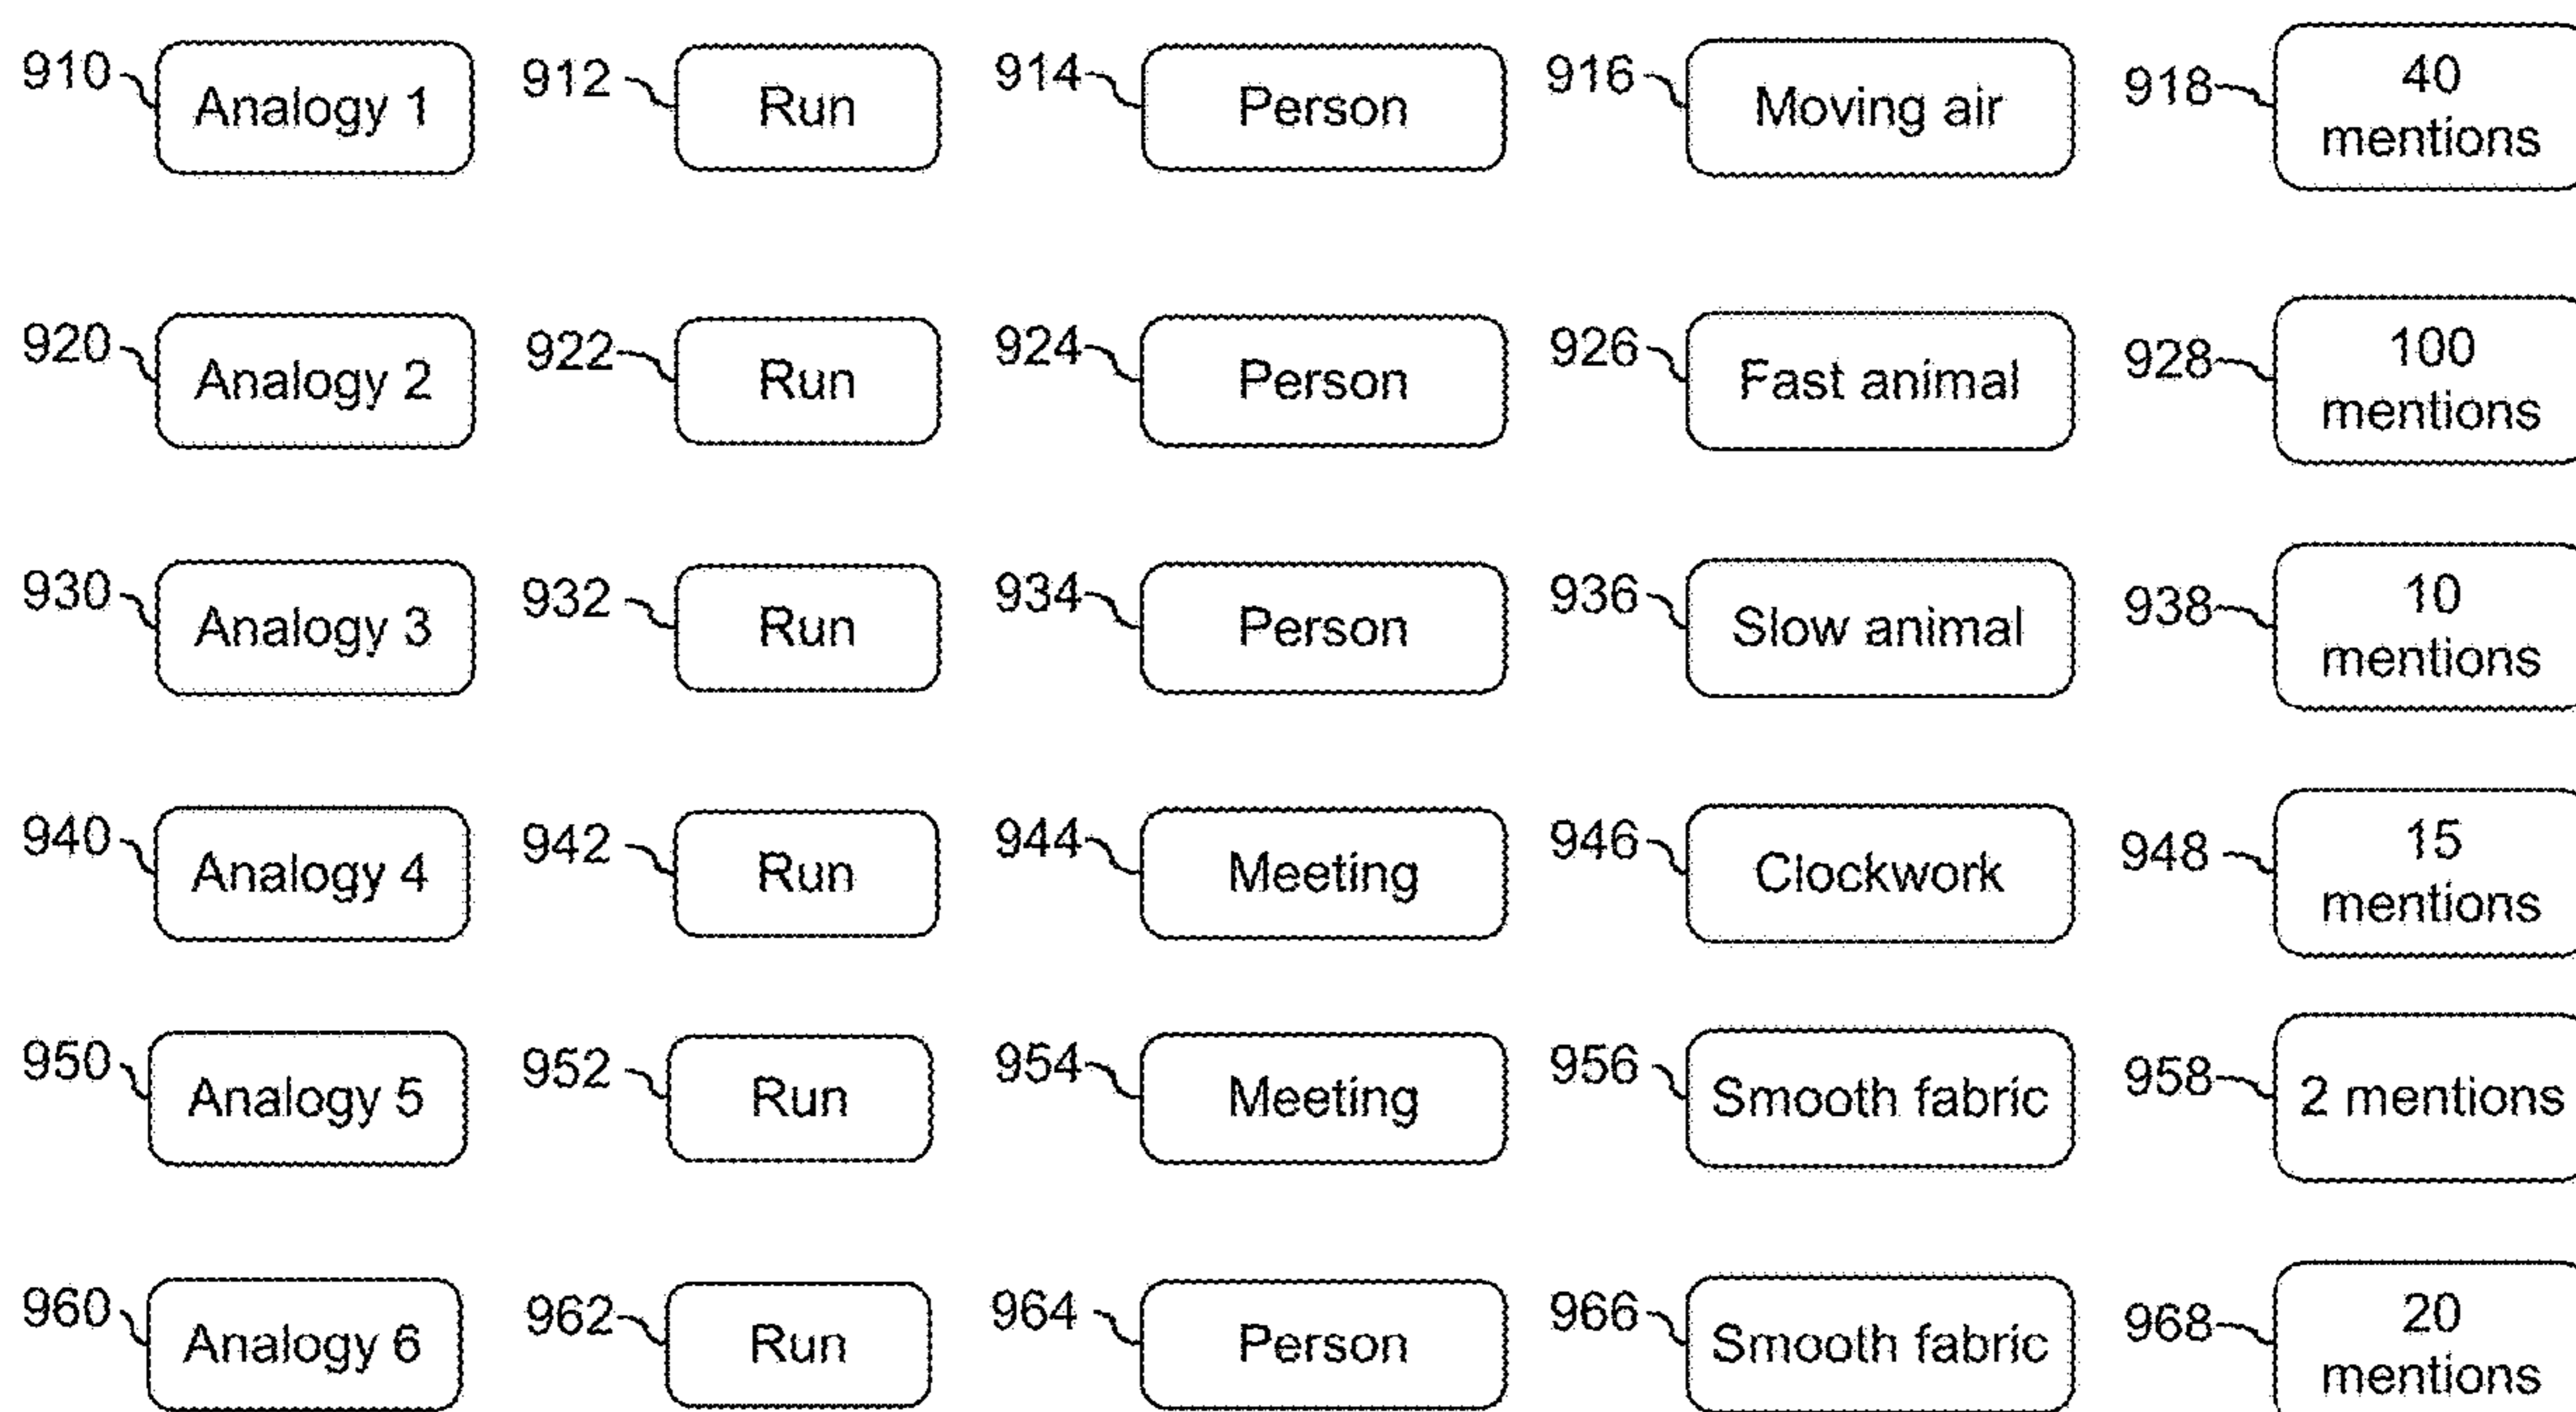 910 Analogy 1 912 Run 914 Person 916 Moving air 918 40
mentions
920 Analogy 2 922 Run 924 Person 926 Fast animal 928 100
mentions
930 Analogy 3 932 Run 934 Person 936 Slow animal 938 10
mentions
940 Analogy 4 942 Run 944 Meeting 946 Clockwork 948 15
mentions
950 Analogy 5 952 Run 954 Meeting 956 Smooth fabric 958 2 mentions
960 Analogy 6 962 Run 964 Person 966 Smooth fabric 968 20
mentions